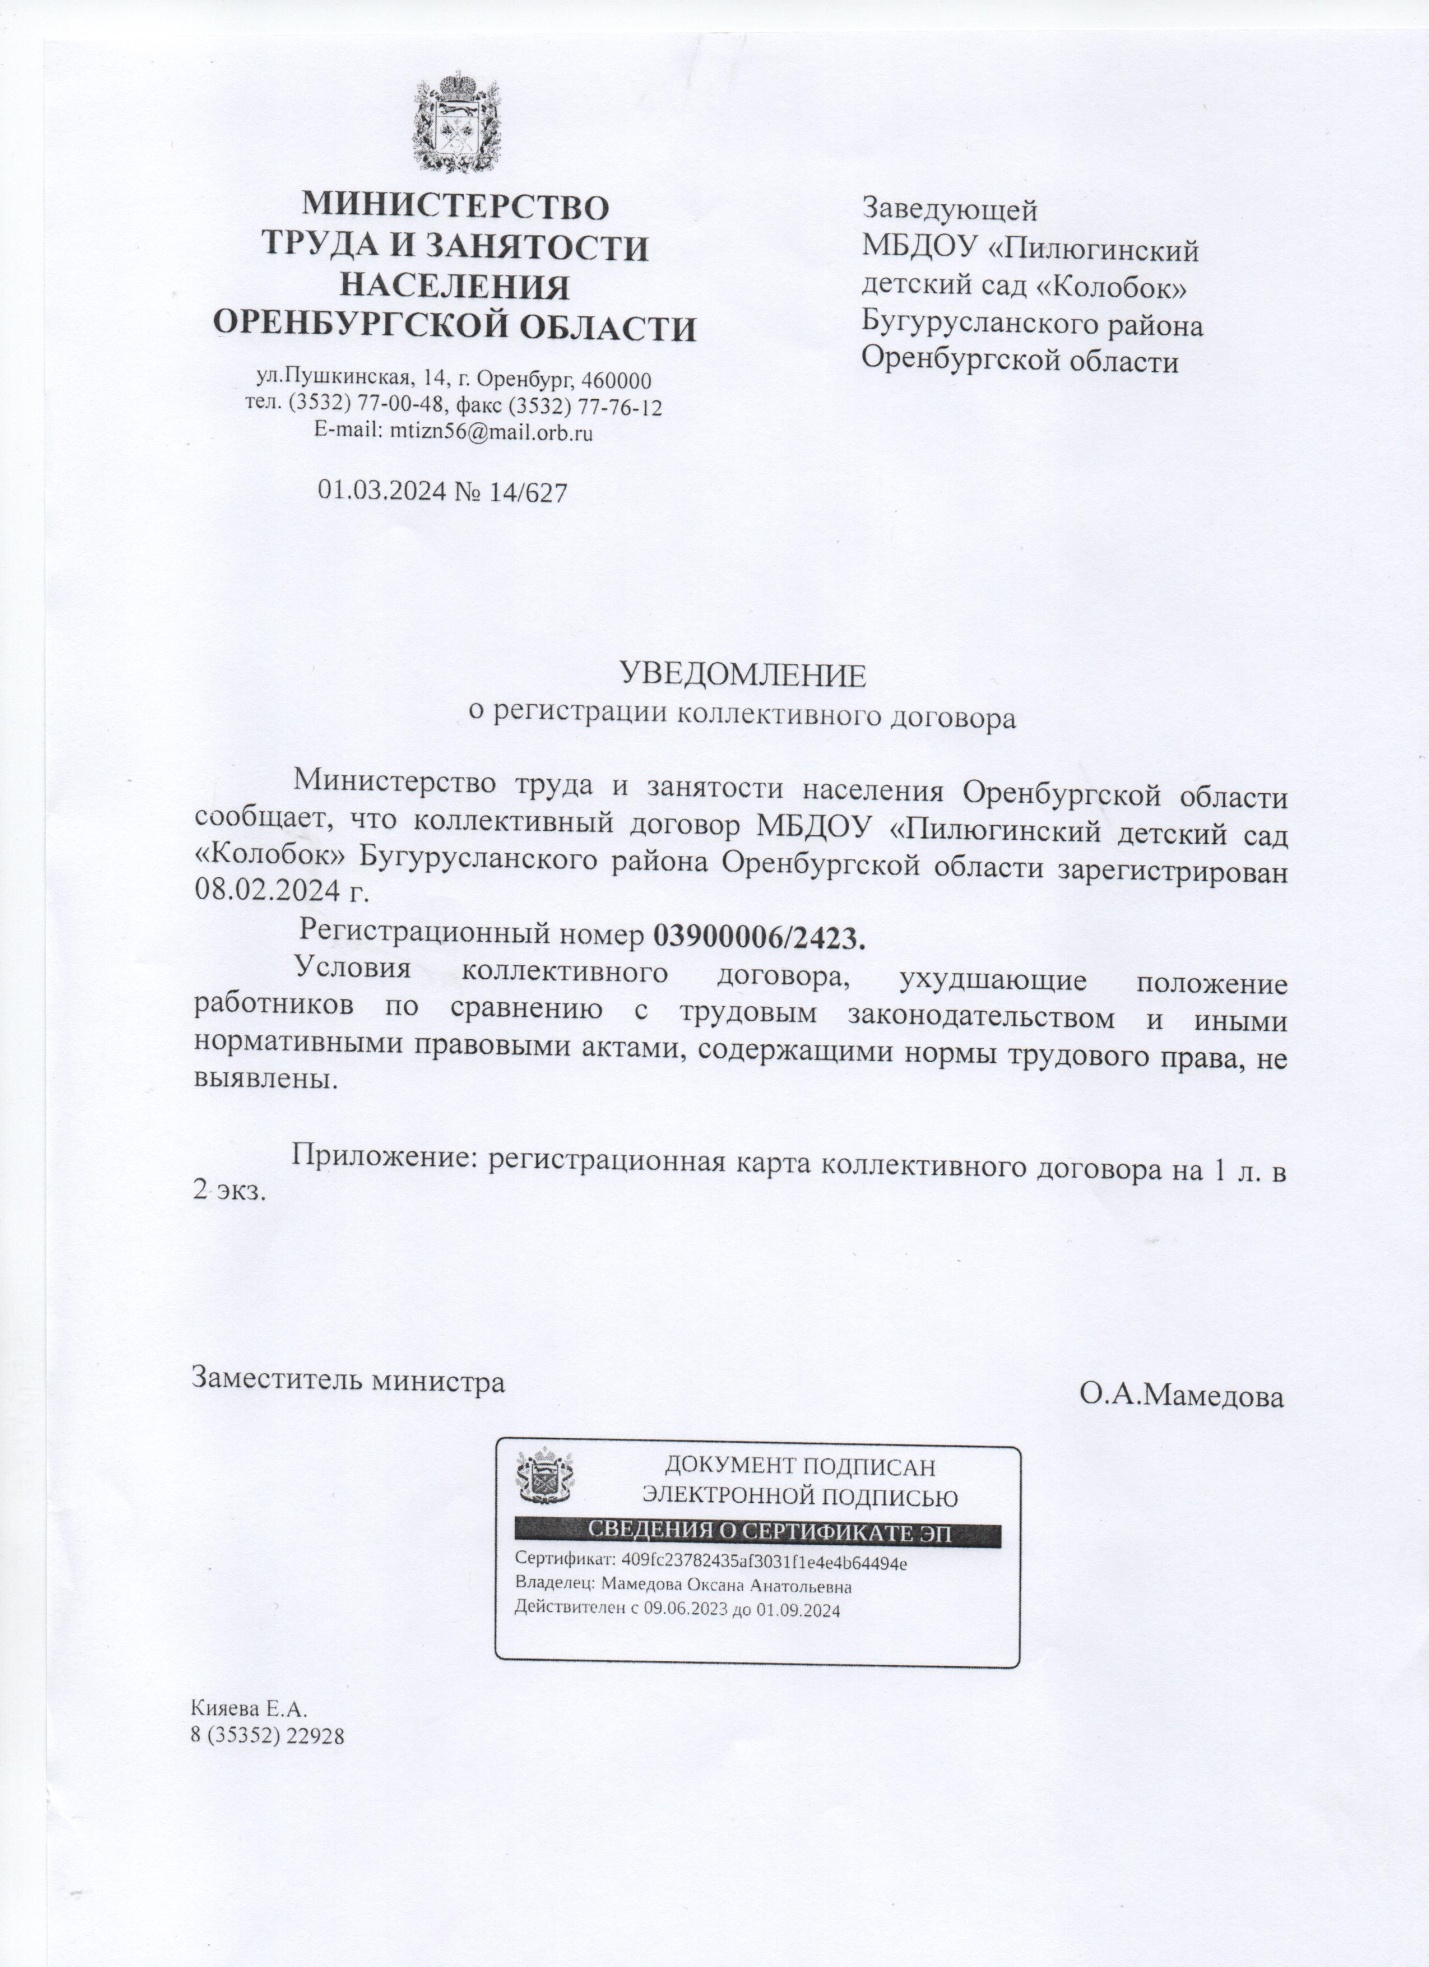 МИНИСТЕРСТВО
ТРУДА И ЗАНЯТОСТИ
НАСЕЛЕНИЯ
ОРЕНБУРГСКОЙ ОБЛАСТИ
ул.Пушкинская, 14, г. Оренбург, 460000
тел. (3532) 77-00-48, факс (3532) 77-76-12
E-mail: mtizn56@mail.orb.ru
01.03.2024 № 14/627
Заведующей
МБДОУ «Пилюгинский
детский сад «Колобок»
Бугурусланского района
Оренбургской области
УВЕДОМЛЕНИЕ
о регистрации коллективного договора
Министерство труда и занятости населения Оренбургской области
сообщает, что коллективный договор МБДОУ «Пилюгинский детский сад
«Колобок» Бугурусланского района Оренбургской области зарегистрирован
08.02.2024 г.
Регистрационный номер 03900006/2423.
Условия коллективного договора, ухудшающие положение
работников по сравнению с трудовым законодательством и иными
нормативными правовыми актами, содержащими нормы трудового права, не
выявлены.
Приложение: регистрационная карта коллективного договора на 1 л. в
2 экз.
Заместитель министра
О.А.Мамедова
ДОКУМЕНТ ПОДПИСАН
ЭЛЕКТРОННОЙ ПОДПИСЬЮ
СВЕДЕНИЯ О СЕРТИФИКАТЕ ЭП
Сертификат: 409fc23782435af3031f1e4e4b64494e
Владелец: Мамедова Оксана Анатольевна
Действителен с 09.06.2023 до 01.09.2024
Кияева Е.А.
8 (35352) 22928